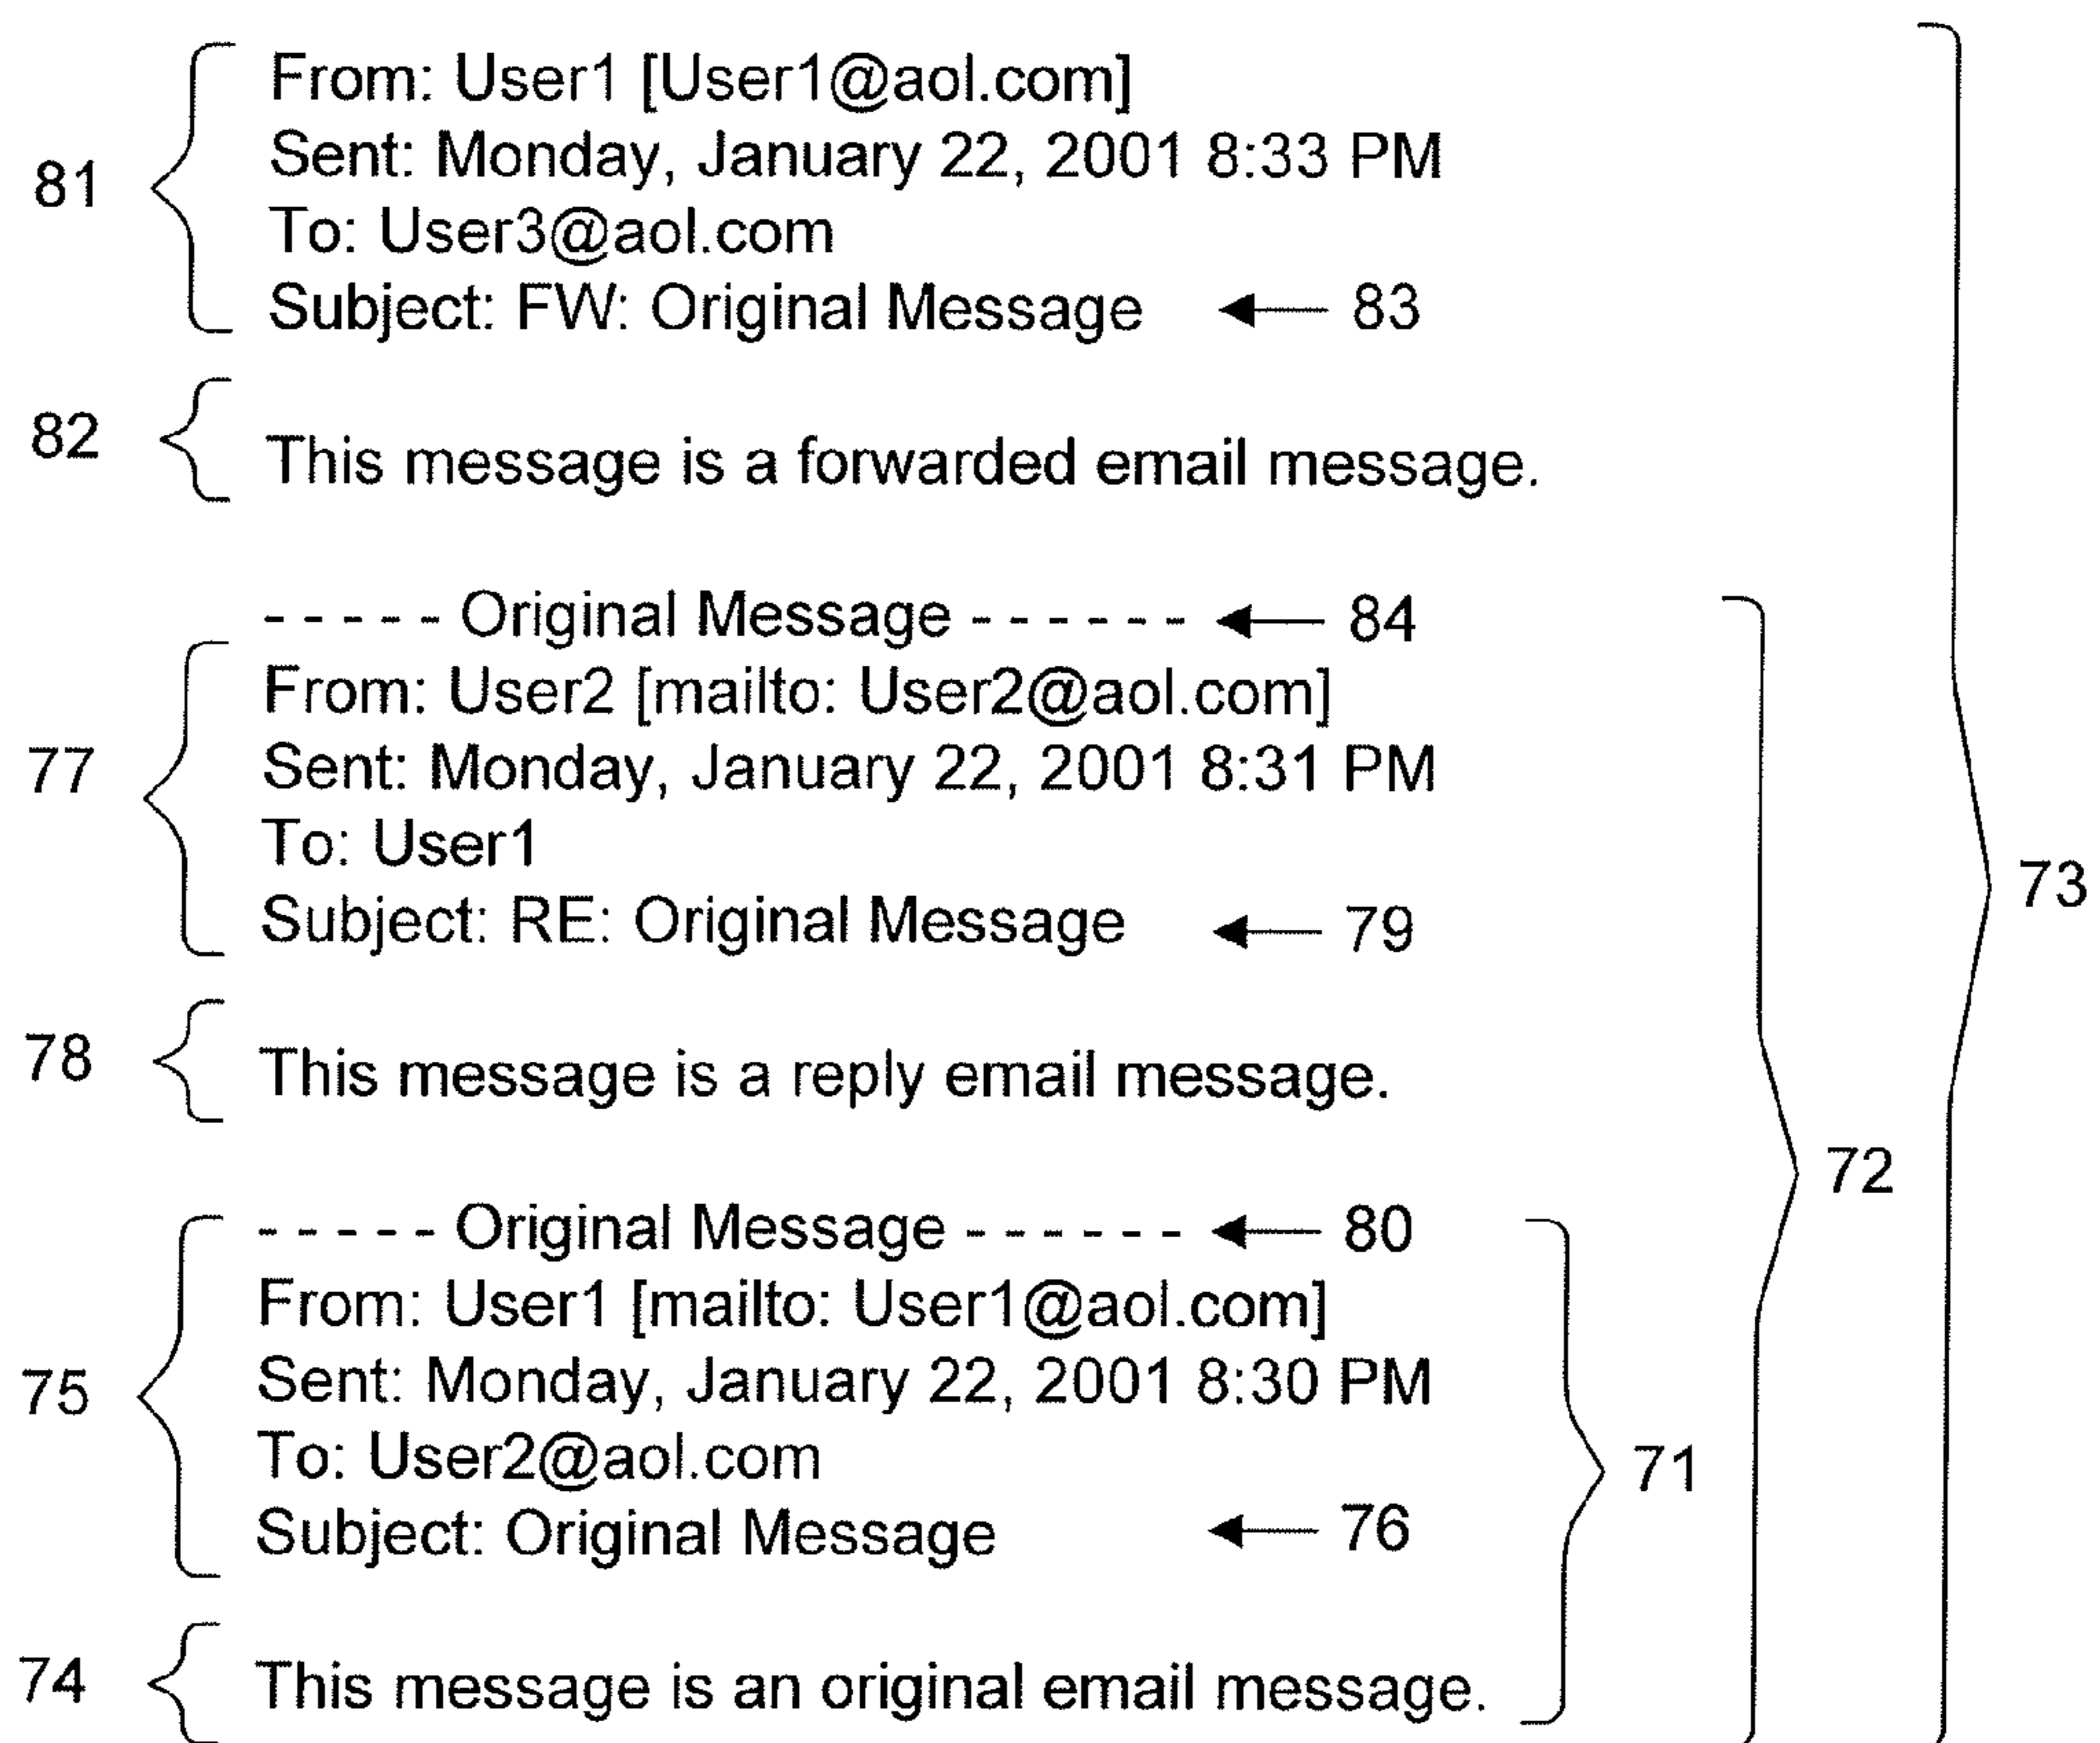 From: User1 [User1@aol.com]
81 Sent: Monday, January 22, 2001 8:33 PM
To: User3@aol.com
Subject: FW: Original Message 83
82 This message is a forwarded email message.
- - - - - Original Message - - - - - - 84
From: User2 [mailto: User2@aol.com]
77 Sent: Monday, January 22, 2001 8:31 PM
To: User1
73
Subject: RE: Original Message 79
78 This message is a reply email message.
72
- - - - - Original Message - - - - - - 80
From: User1 [mailto: User1@aol.com]
75 Sent: Monday, January 22, 2001 8:30 PM
To: User2@aol.com 71
Subject: Original Message 76
74 This message is an original email message.